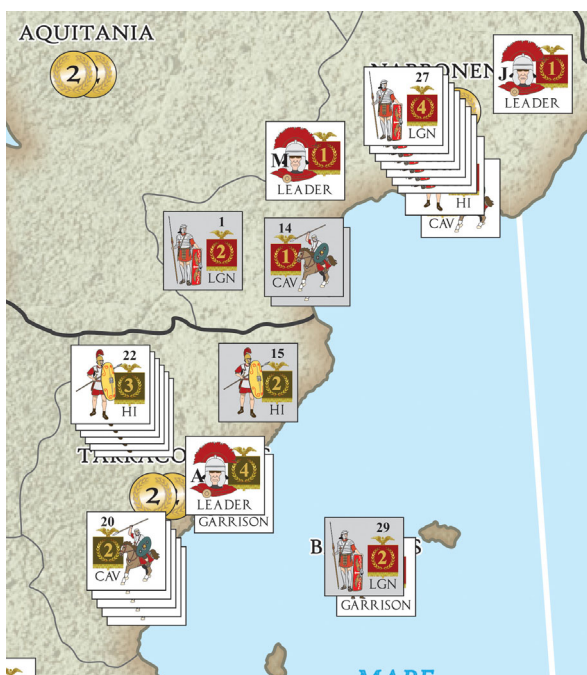 AQUITANIA
2
1
LEADER
27
4
LGN
HI
CAV
1
LEADER
1
2
LGN
14
1
CAV
22
3
HI
15
2
HI
4
LEADER
GARRISON
2
20
2
CAV
29
2
LGN
GARRISON